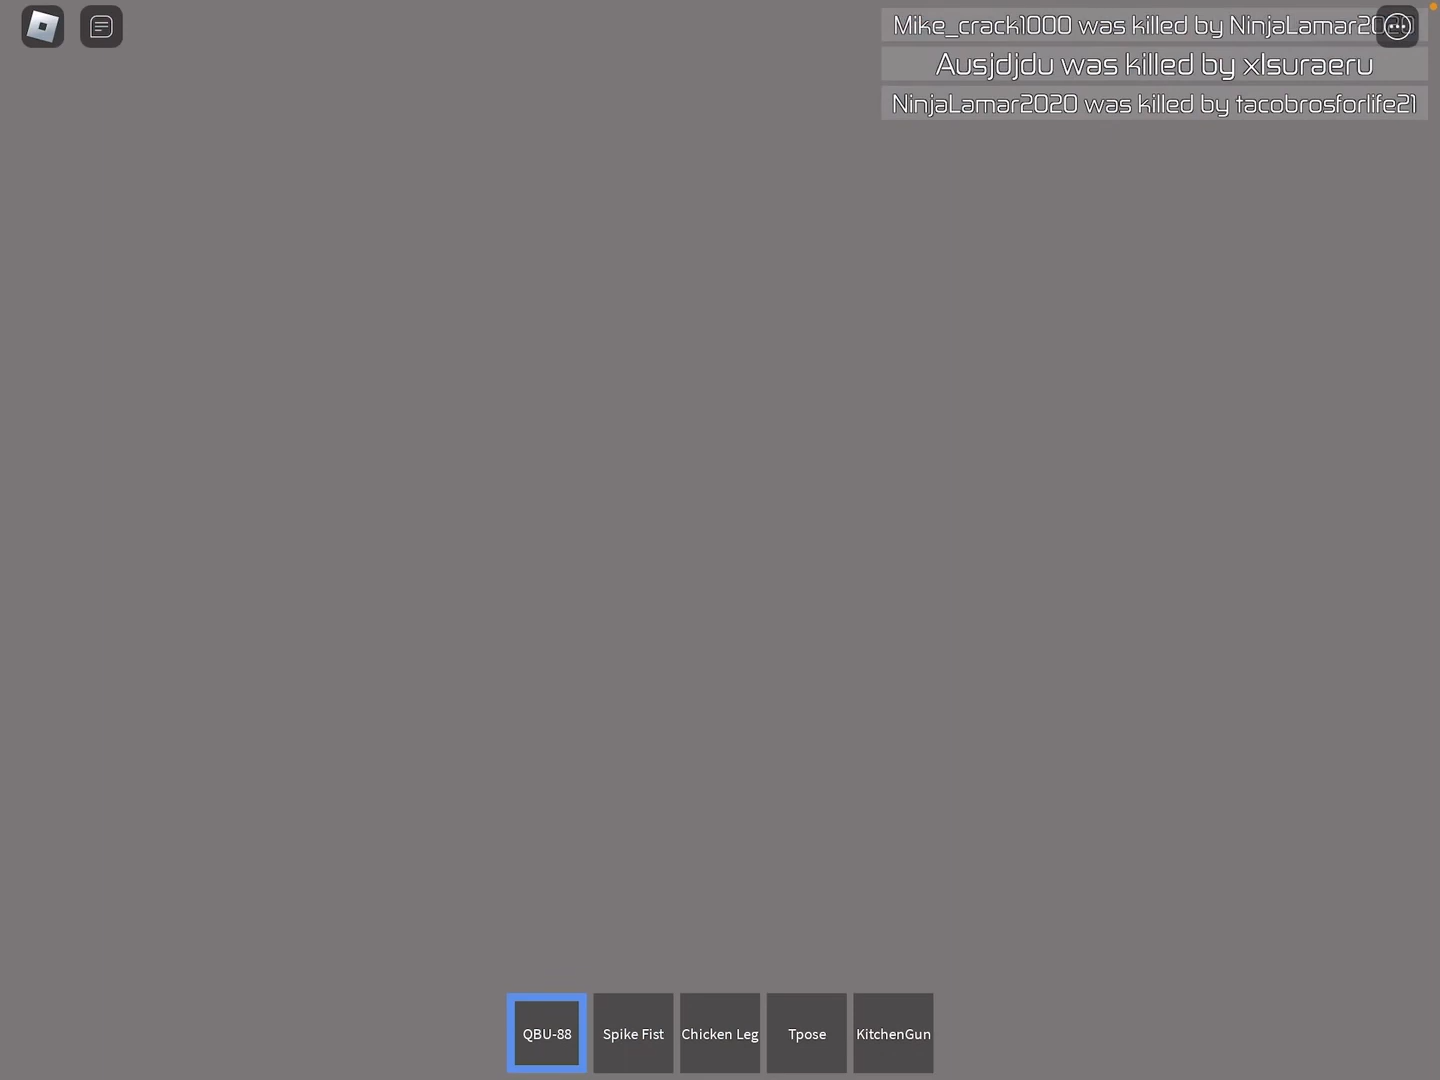 Mike_crack1000 was killed by NinjaLamar2020
Ausjdjdu was killed by xlsuraeru
NinjaLamar2020 was killed by tacobrosforlife21
QBU-88
Spike Fist
Chicken Leg
Tpose
KitchenGun